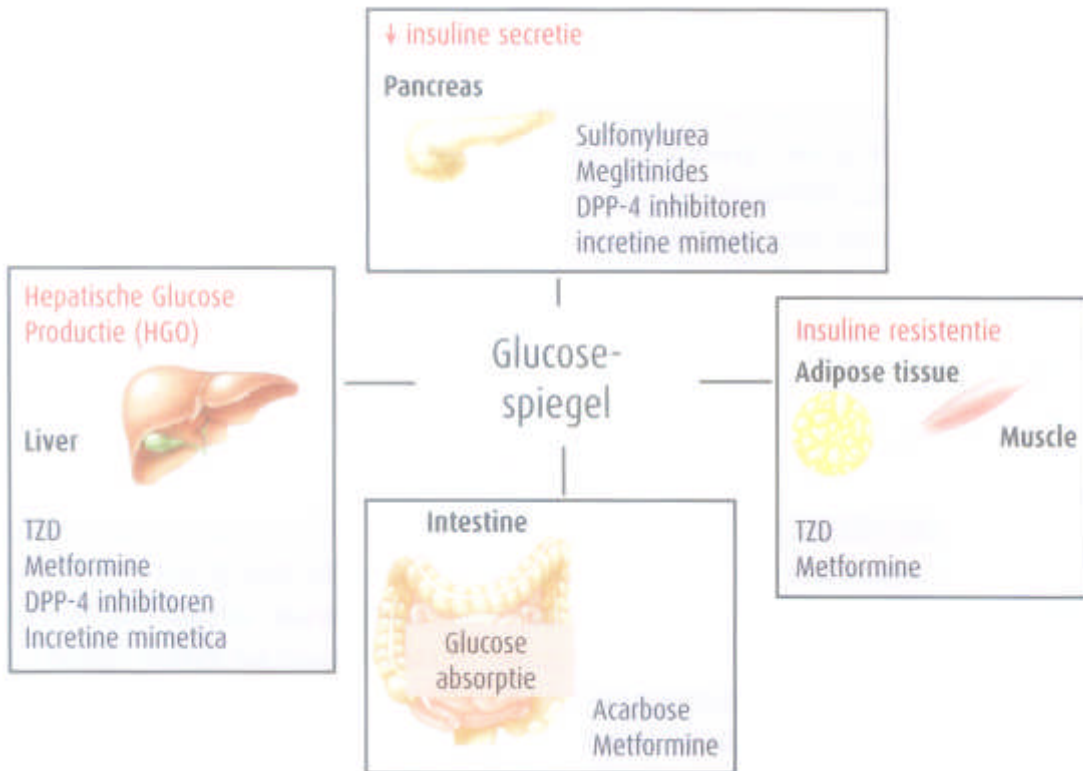 ↓ insuline secretie
Pancreas
Sulfonylurea
Meglitinides
DPP-4 inhibitoren
incretine mimetica
Hepatische Glucose
Productie (HGO)
Liver
TZD
Metformine
DPP-4 inhibitoren
Incretine mimetica
Glucose-
spiegel
Insuline resistentie
Adipose tissue
Muscle
TZD
Metformine
Intestine
Glucose
absorptie
Acarbose
Metformine